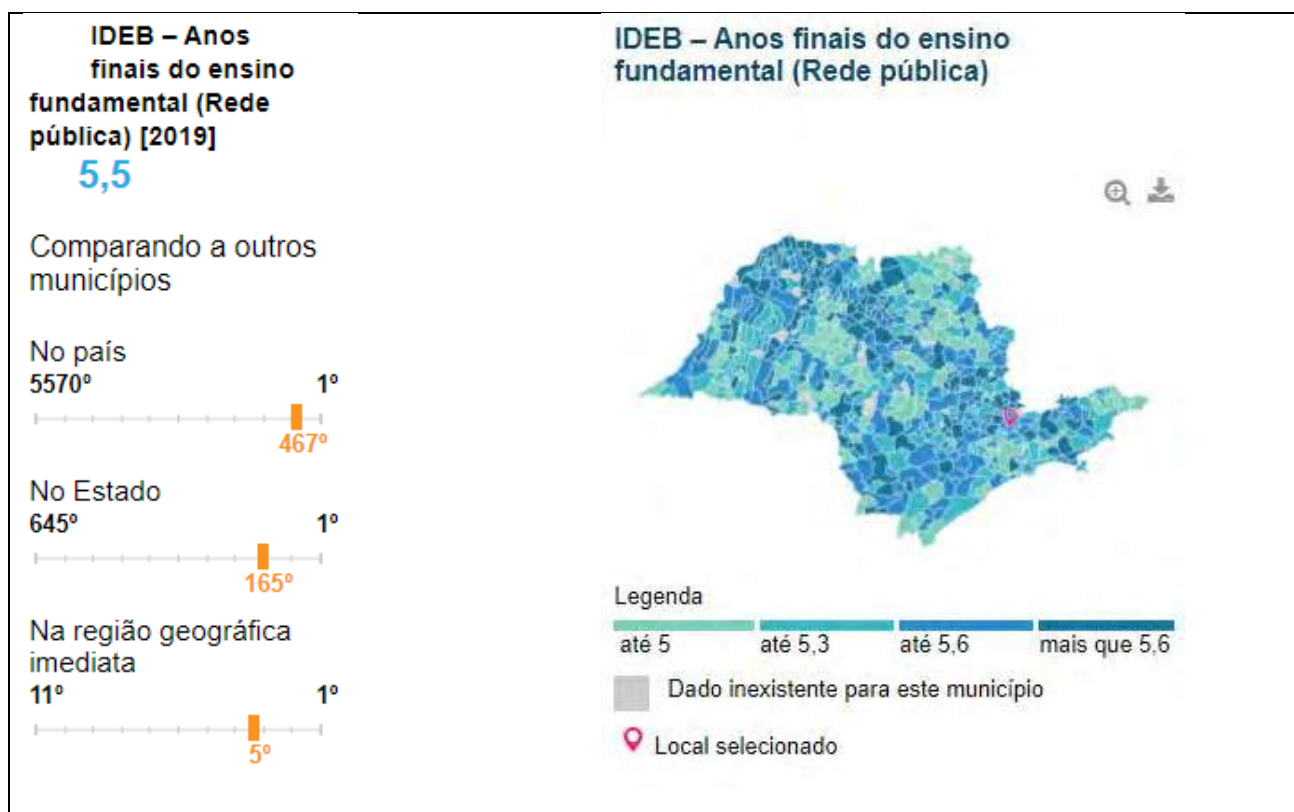 IDEB – Anos
finais do ensino
fundamental (Rede
pública) [2019]
5,5
Comparando a outros
municípios
No país
5570º 1º
467º
No Estado
645º 1º
165º
Na região geográfica
imediata
11º 1º
5º
IDEB – Anos finais do ensino
fundamental (Rede pública)
Legenda
até 5 até 5,3 até 5,6 mais que 5,6
Dado inexistente para este município
Local selecionado